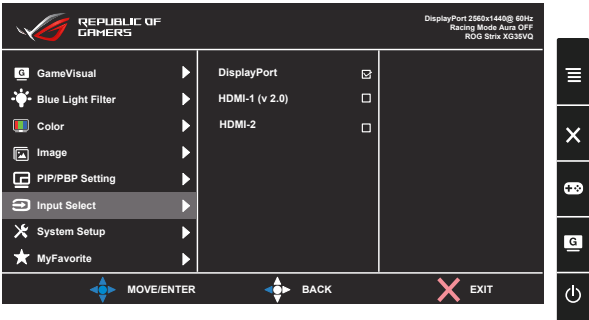 REPUBLIC OF
GAMERS
DisplayPort 2560x1440@ 60Hz
Racing Mode Aura OFF
ROG Strix XG35VQ
G GameVisual
Blue Light Filter
Color
Image
PIP/PBP Setting
Input Select
System Setup
MyFavorite
DisplayPort
HDMI-1 (v 2.0)
HDMI-2
MOVE/ENTER
BACK
EXIT
G